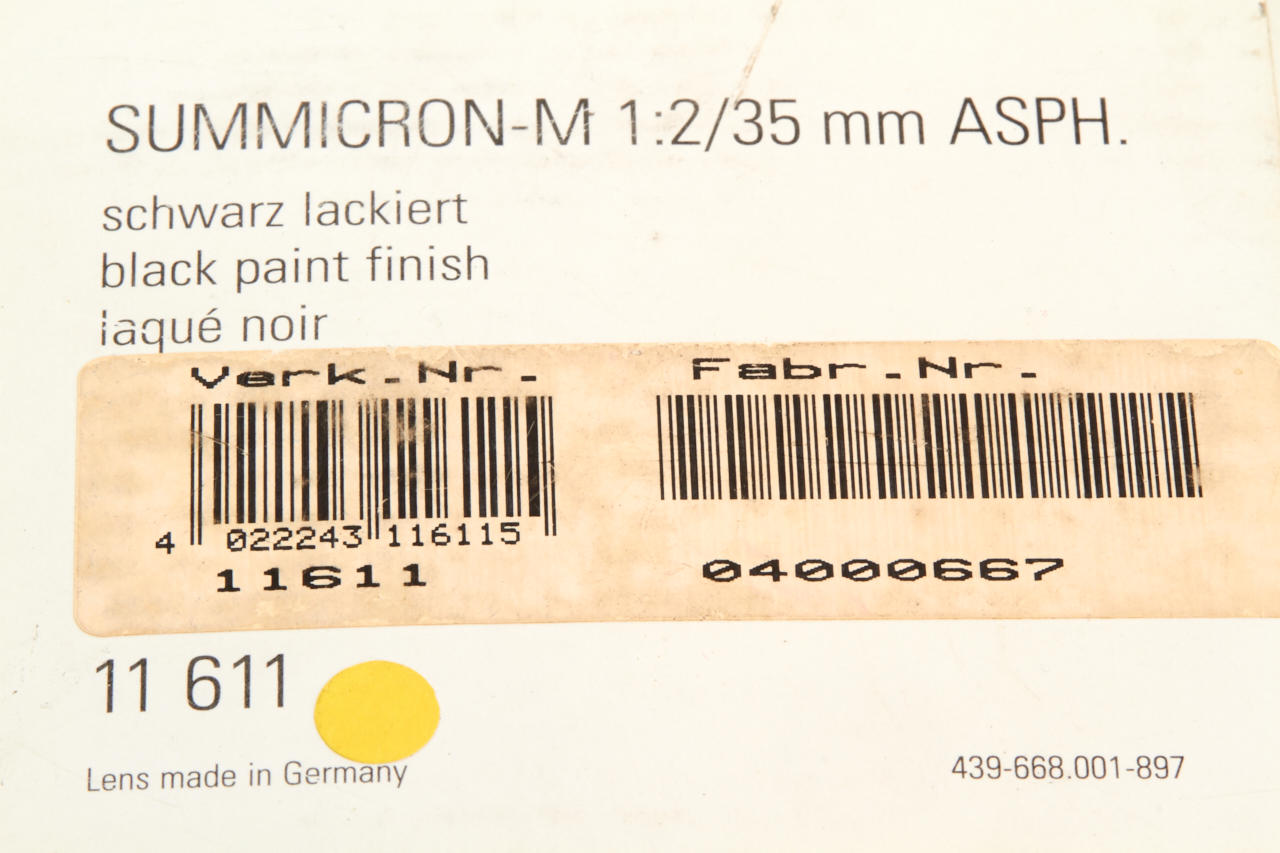 SUMMICRON-M 1:2/35 mm ASPH.
schwarz lackiert
black paint finish
laqué noir
Verk.Nr.
Fabr.Nr.
4 022243 116115
11611
04000667
11 611
Lens made in Germany
439-668.001-897